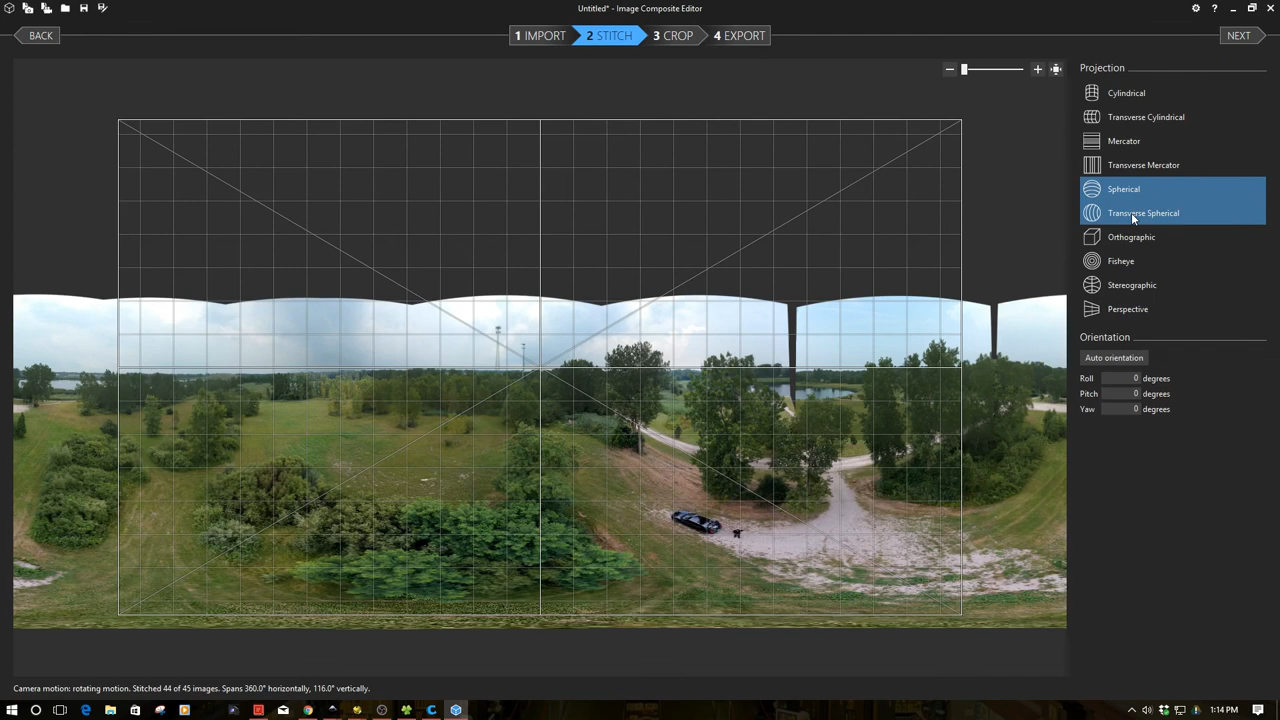 Untitled* - Image Composite Editor
BACK
1 IMPORT
2 STITCH
3 CROP
4 EXPORT
NEXT
Projection
Cylindrical
Transverse Cylindrical
Mercator
Transverse Mercator
Spherical
Transverse Spherical
Orthographic
Fisheye
Stereographic
Perspective
Orientation
Auto orientation
Roll 0 degrees
Pitch 0 degrees
Yaw 0 degrees
Camera motion: rotating motion. Stitched 44 of 45 images. Spans 360.0° horizontally, 116.0° vertically.
1:14 PM